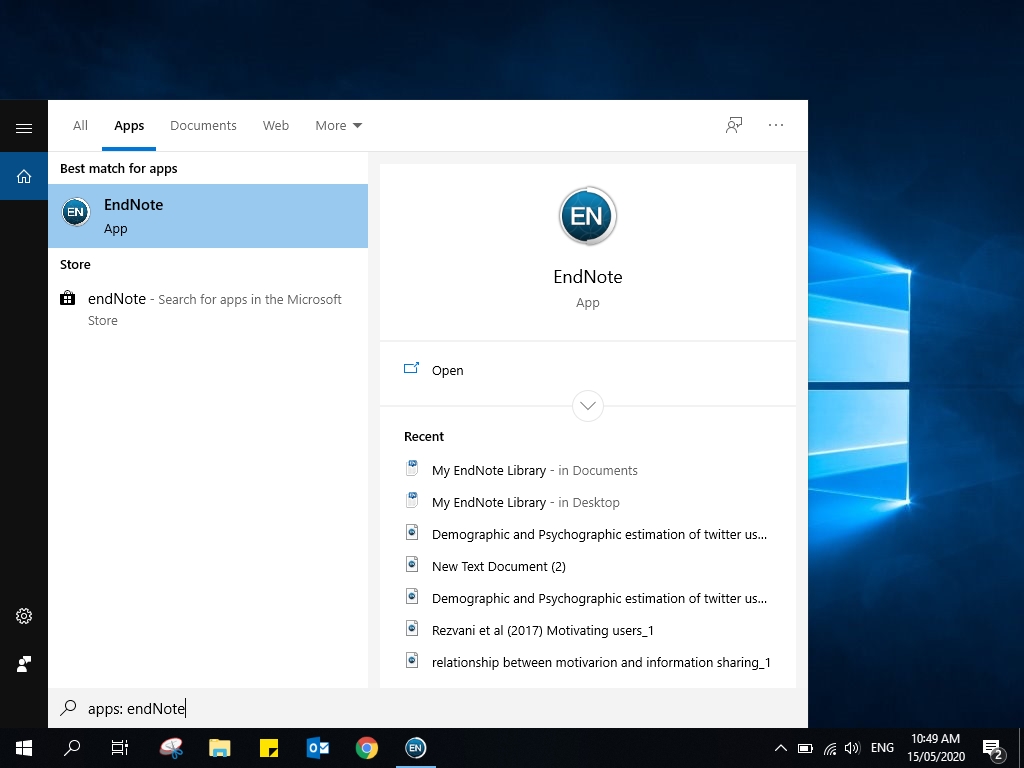 All Apps Documents Web More
Best match for apps
EN EndNote
App
Store
endNote - Search for apps in the Microsoft
Store
EN
EndNote
App
Open
Recent
My EndNote Library - in Documents
My EndNote Library - in Desktop
Demographic and Psychographic estimation of twitter us...
New Text Document (2)
Demographic and Psychographic estimation of twitter us...
Rezvani et al (2017) Motivating users_1
relationship between motivarion and information sharing_1
apps: endNote
EN ENG 10:49 AM
15/05/2020 2